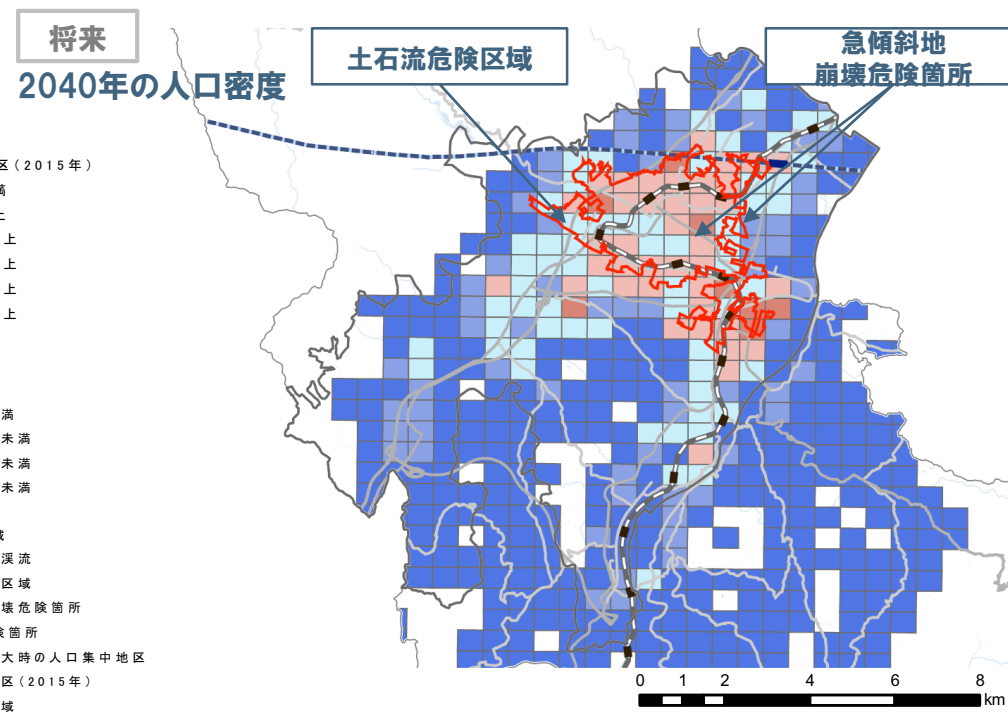 将来
2040年の人口密度
土石流危険区域
急傾斜地
崩壊危険箇所
区(2015年)
満
上
上
上
上
上
満
未満
未満
未満
域
渓流
区域
壊危険箇所
険箇所
大時の人口集中地区
区(2015年)
域
0 1 2 4 6 8
km